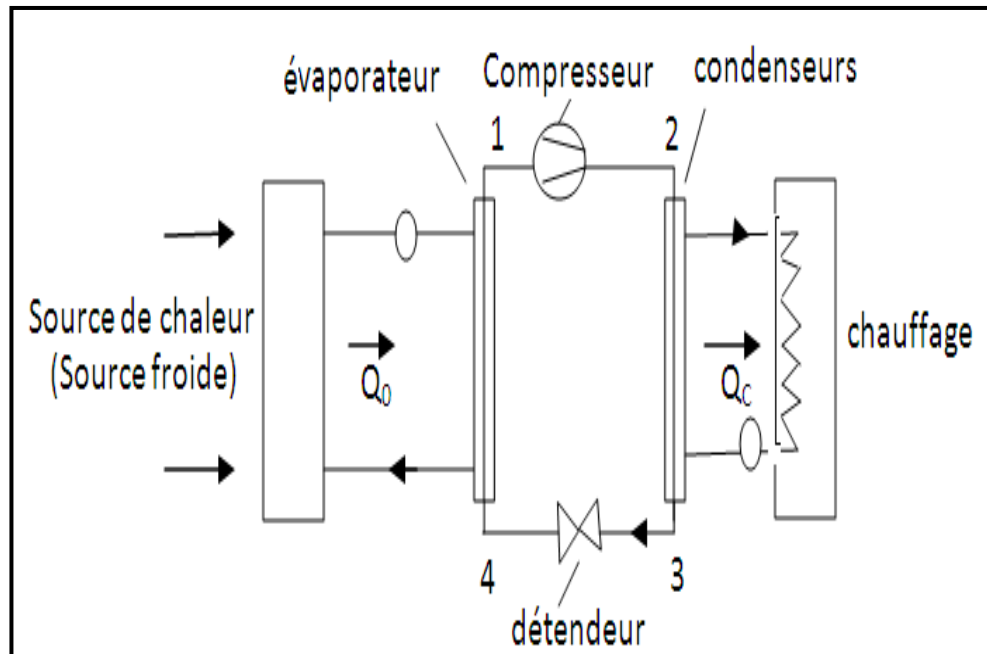 évaporateur
Compresseur
condenseurs
1
2
Source de chaleur
(Source froide)
Q0
QC
chauffage
4
3
détendeur